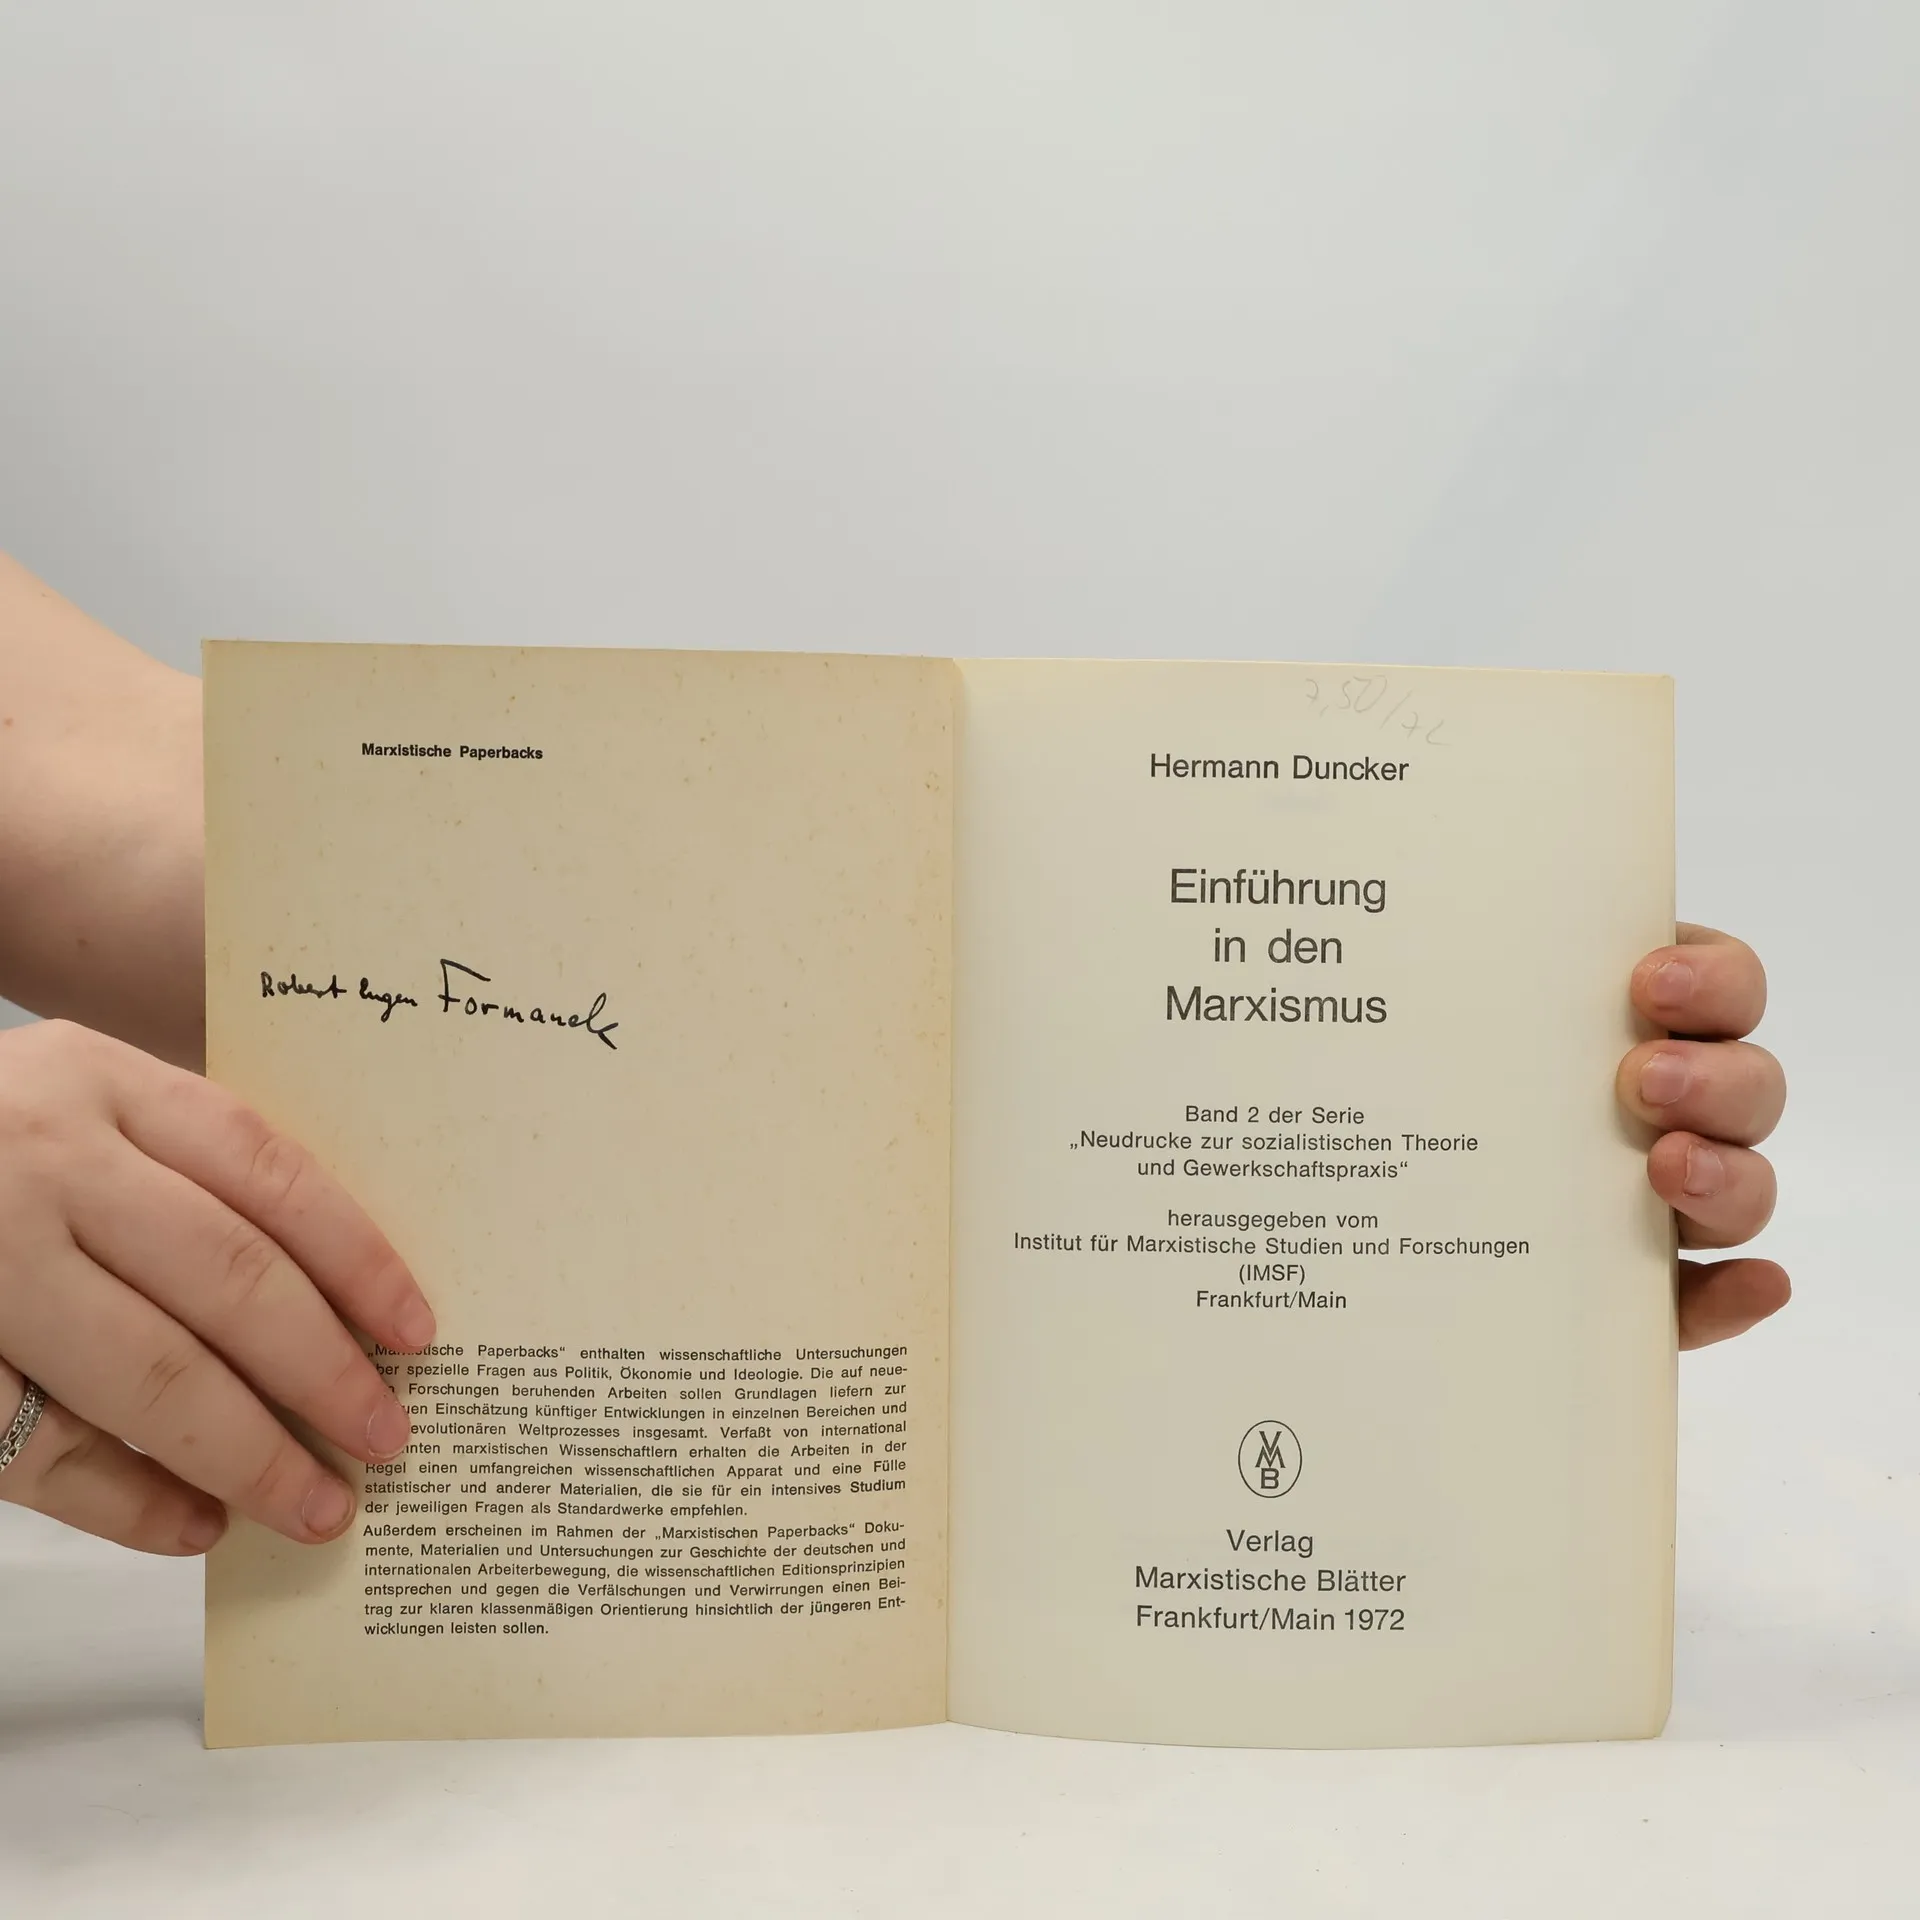 Marxistische Paperbacks
Robert Eugen Formanek
„Marxistische Paperbacks“ enthalten wissenschaftliche Untersuchungen
spezielle Fragen aus Politik, Ökonomie und Ideologie. Die auf neue-
Forschungen beruhenden Arbeiten sollen Grundlagen liefern zur
Einschätzung künftiger Entwicklungen in einzelnen Bereichen und
Weltprozesses insgesamt. Verfaßt von international
marxistischen Wissenschaftlern erhalten die Arbeiten in der
Regel einen umfangreichen wissenschaftlichen Apparat und eine Fülle
statistischer und anderer Materialien, die sie für ein intensives Studium
der jeweiligen Fragen als Standardwerke empfehlen.
Außerdem erscheinen im Rahmen der „Marxistischen Paperbacks“ Doku-
mente, Materialien und Untersuchungen zur Geschichte der deutschen und
internationalen Arbeiterbewegung, die wissenschaftlichen Editionsprinzipien
entsprechen und gegen die Verfälschungen und Verwirrungen einen Bei-
trag zur klaren klassenmäßigen Orientierung hinsichtlich der jüngeren Ent-
wicklungen leisten sollen.
7,50/72
Hermann Duncker
Einführung
in den
Marxismus
Band 2 der Serie
„Neudrucke zur sozialistischen Theorie
und Gewerkschaftspraxis“
herausgegeben vom
Institut für Marxistische Studien und Forschungen
(IMSF)
Frankfurt/Main
VMB
Verlag
Marxistische Blätter
Frankfurt/Main 1972